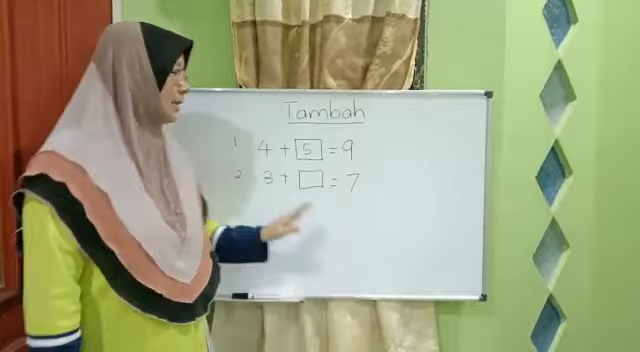 Tambah
1 4 + 5 = 9
2 3 + □ = 7